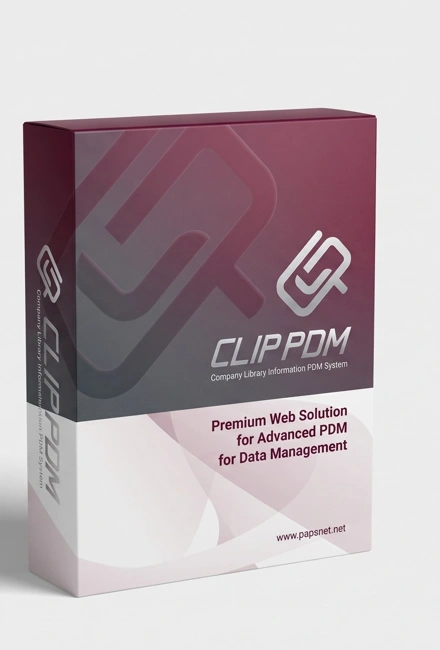 CLIP PDM
Company Library Information PDM System
Premium Web Solution
for Advanced PDM
for Data Management
www.papsnet.net
CLIP PDM
Company Library Information PDM System